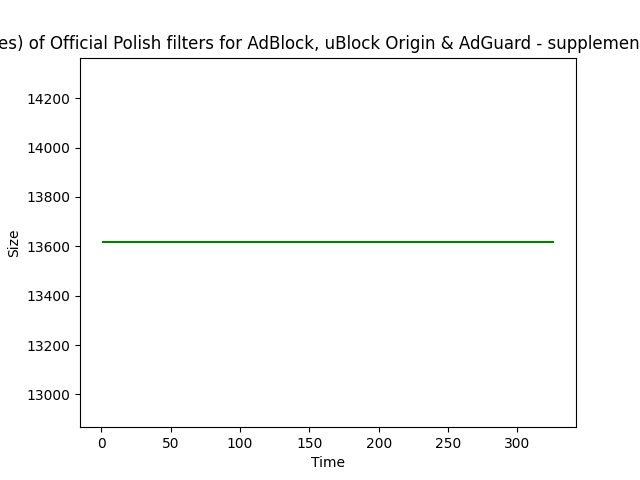 es) of Official Polish filters for AdBlock, uBlock Origin & AdGuard - supplemen
14200
14000
13800
13600
13400
13200
13000
Size
0 50 100 150 200 250 300
Time